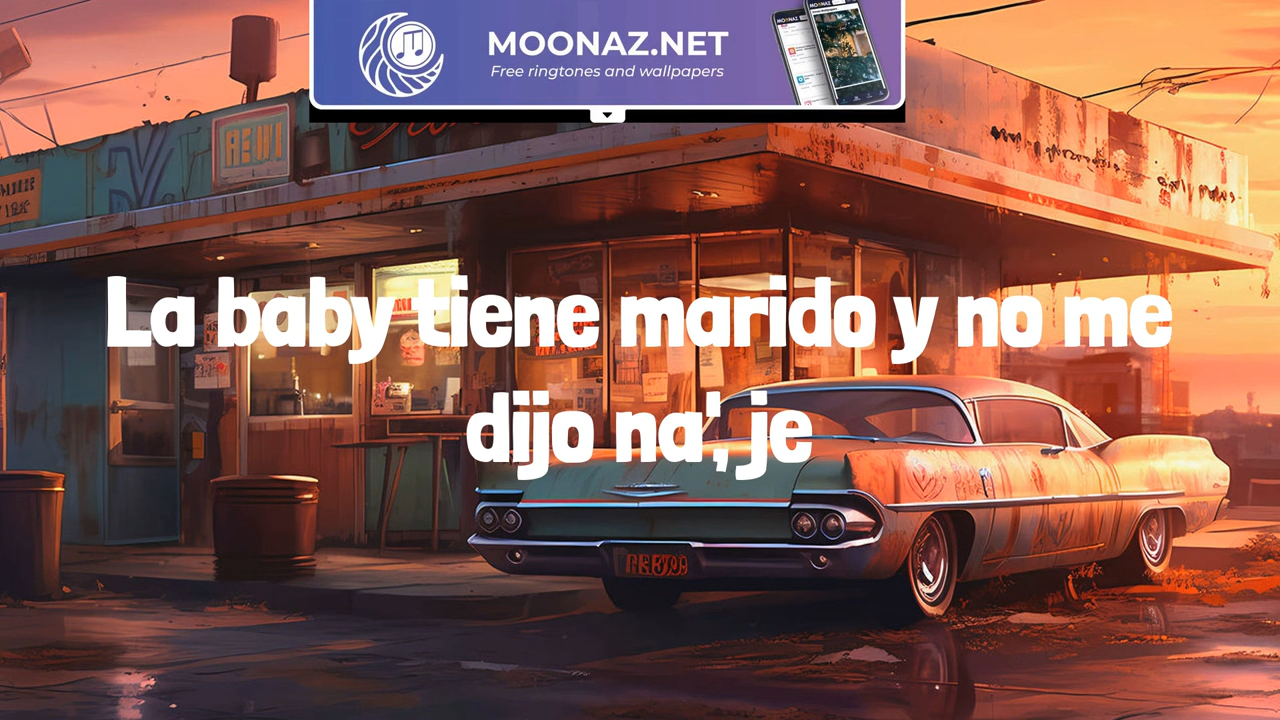 MOONAZ.NET
Free ringtones and wallpapers
La baby tiene marido y no me
dijo na', je